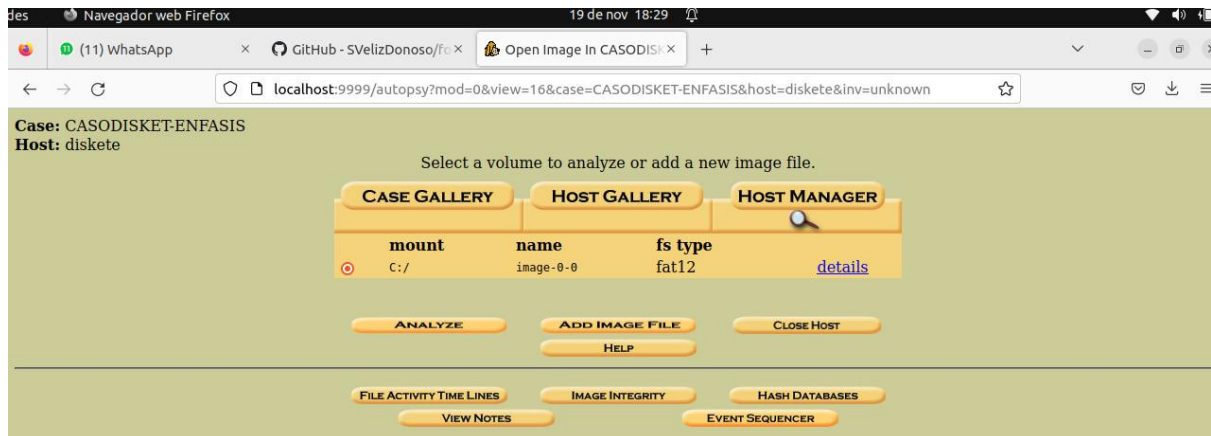 des Navegador web Firefox 19 de nov 18:29
(11) WhatsApp × GitHub - SVelizDonoso/fo × Open Image In CASODISK × +
localhost:9999/autopsy?mod=0&view=16&case=CASODISKET-ENFASIS&host=diskete&inv=unknown
Case: CASODISKET-ENFASIS
Host: diskete
Select a volume to analyze or add a new image file.
CASE GALLERY HOST GALLERY HOST MANAGER
mount name fs type
C:/ image-0-0 fat12 details
ANALYZE ADD IMAGE FILE CLOSE HOST
HELP
FILE ACTIVITY TIME LINES IMAGE INTEGRITY HASH DATABASES
VIEW NOTES EVENT SEQUENCER